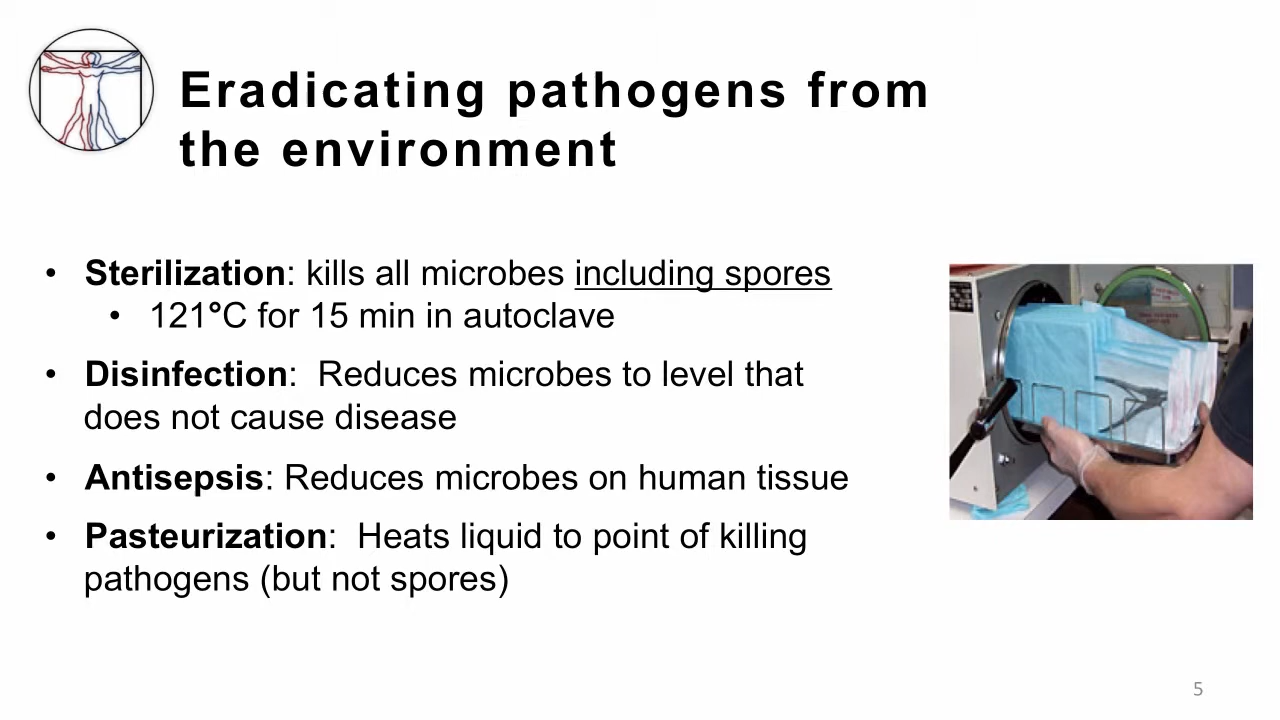 Eradicating pathogens from
the environment
• Sterilization: kills all microbes including spores
• 121°C for 15 min in autoclave
• Disinfection: Reduces microbes to level that
does not cause disease
• Antisepsis: Reduces microbes on human tissue
• Pasteurization: Heats liquid to point of killing
pathogens (but not spores)
5